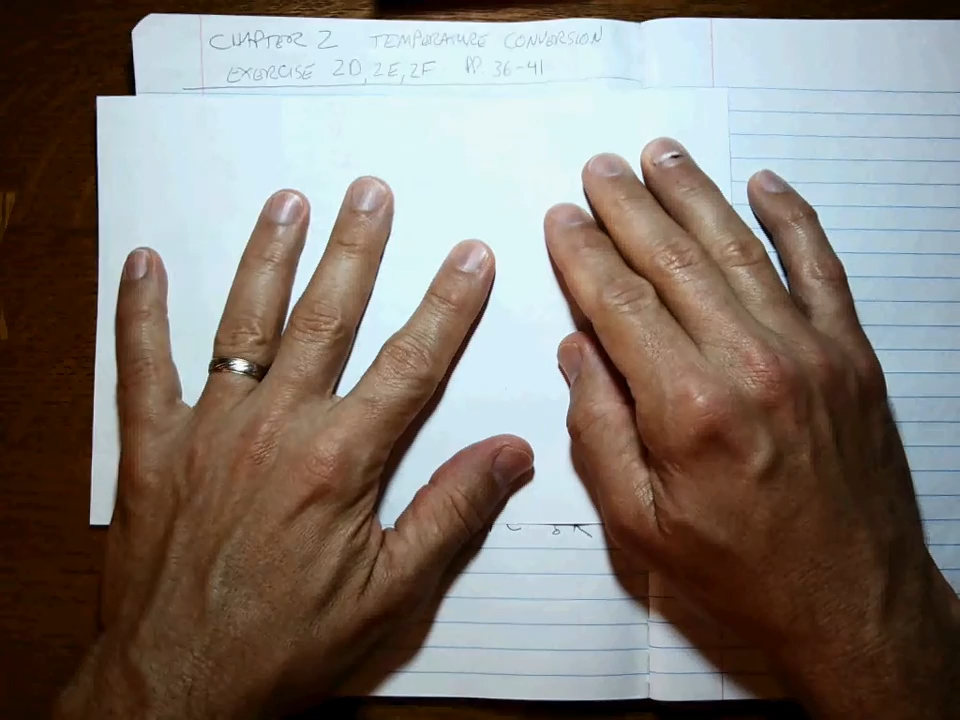 CHAPTER 2 TEMPERATURE CONVERSION
EXERCISE 2D, 2E, 2F PP. 36-41